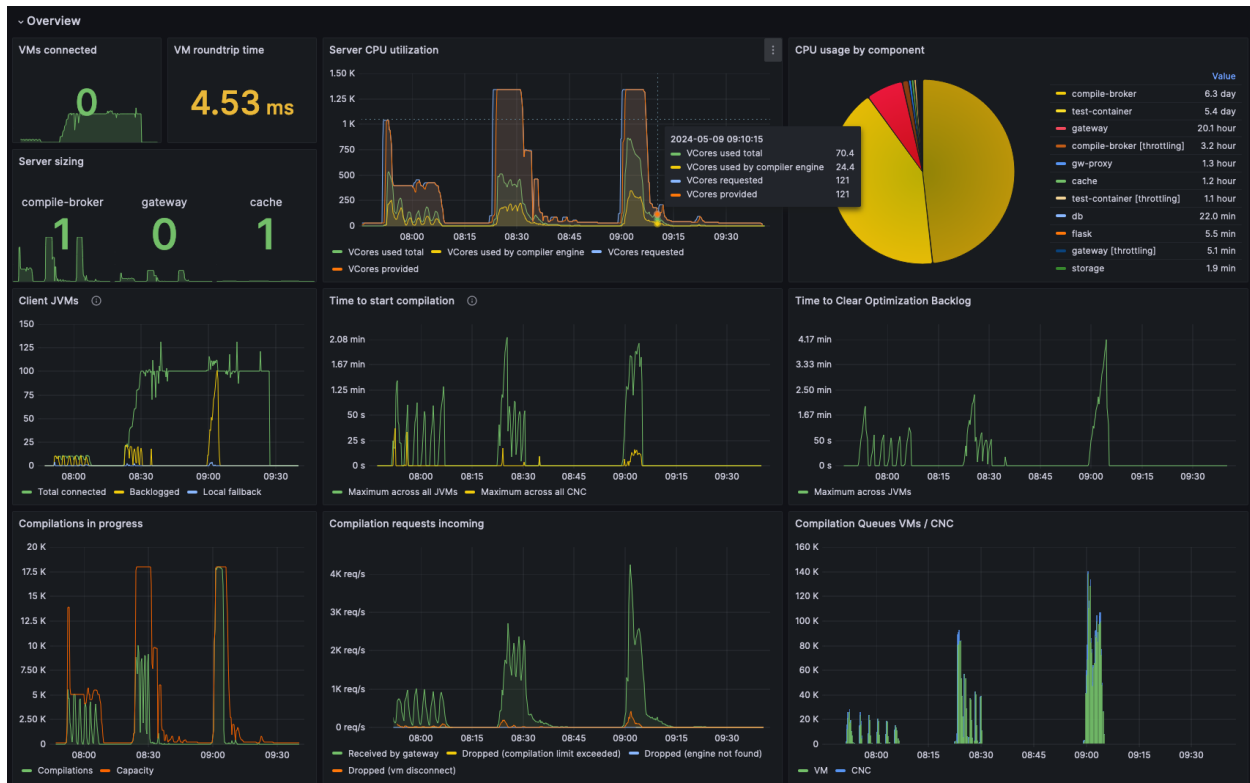 Overview
VMs connected
0
VM roundtrip time
4.53 ms
Server sizing
compile-broker gateway cache
1 0 1
Server CPU utilization
1.50 K
1.25 K
1 K
750
500
250
0
08:00 08:15 08:30 08:45 09:00 09:15 09:30
VCores used total VCores used by compiler engine VCores requested
VCores provided
2024-05-09 09:10:15
VCores used total 70.4
VCores used by compiler engine 24.4
VCores requested 121
VCores provided 121
CPU usage by component
Value
compile-broker 6.3 day
test-container 5.4 day
gateway 20.1 hour
compile-broker [throttling] 3.2 hour
gw-proxy 1.3 hour
cache 1.2 hour
test-container [throttling] 1.1 hour
db 22.0 min
flask 5.5 min
gateway [throttling] 5.1 min
storage 1.9 min
Client JVMs
150
125
100
75
50
25
0
08:00 08:30 09:00 09:30
Total connected Backlogged Local fallback
Time to start compilation
2.08 min
1.67 min
1.25 min
50 s
25 s
0 s
08:00 08:15 08:30 08:45 09:00 09:15 09:30
Maximum across all JVMs Maximum across all CNC
Time to Clear Optimization Backlog
4.17 min
3.33 min
2.50 min
1.67 min
50 s
0 s
08:00 08:15 08:30 08:45 09:00 09:15 09:30
Maximum across JVMs
Compilations in progress
20 K
17.5 K
15 K
12.5 K
10 K
7.50 K
5 K
2.50 K
0
08:00 08:30 09:00 09:30
Compilations Capacity
Compilation requests incoming
4K req/s
3K req/s
2K req/s
1K req/s
0 req/s
08:00 08:15 08:30 08:45 09:00 09:15 09:30
Received by gateway Dropped (compilation limit exceeded) Dropped (engine not found)
Dropped (vm disconnect)
Compilation Queues VMs / CNC
160 K
140 K
120 K
100 K
80 K
60 K
40 K
20 K
0
08:00 08:15 08:30 08:45 09:00 09:15 09:30
VM CNC